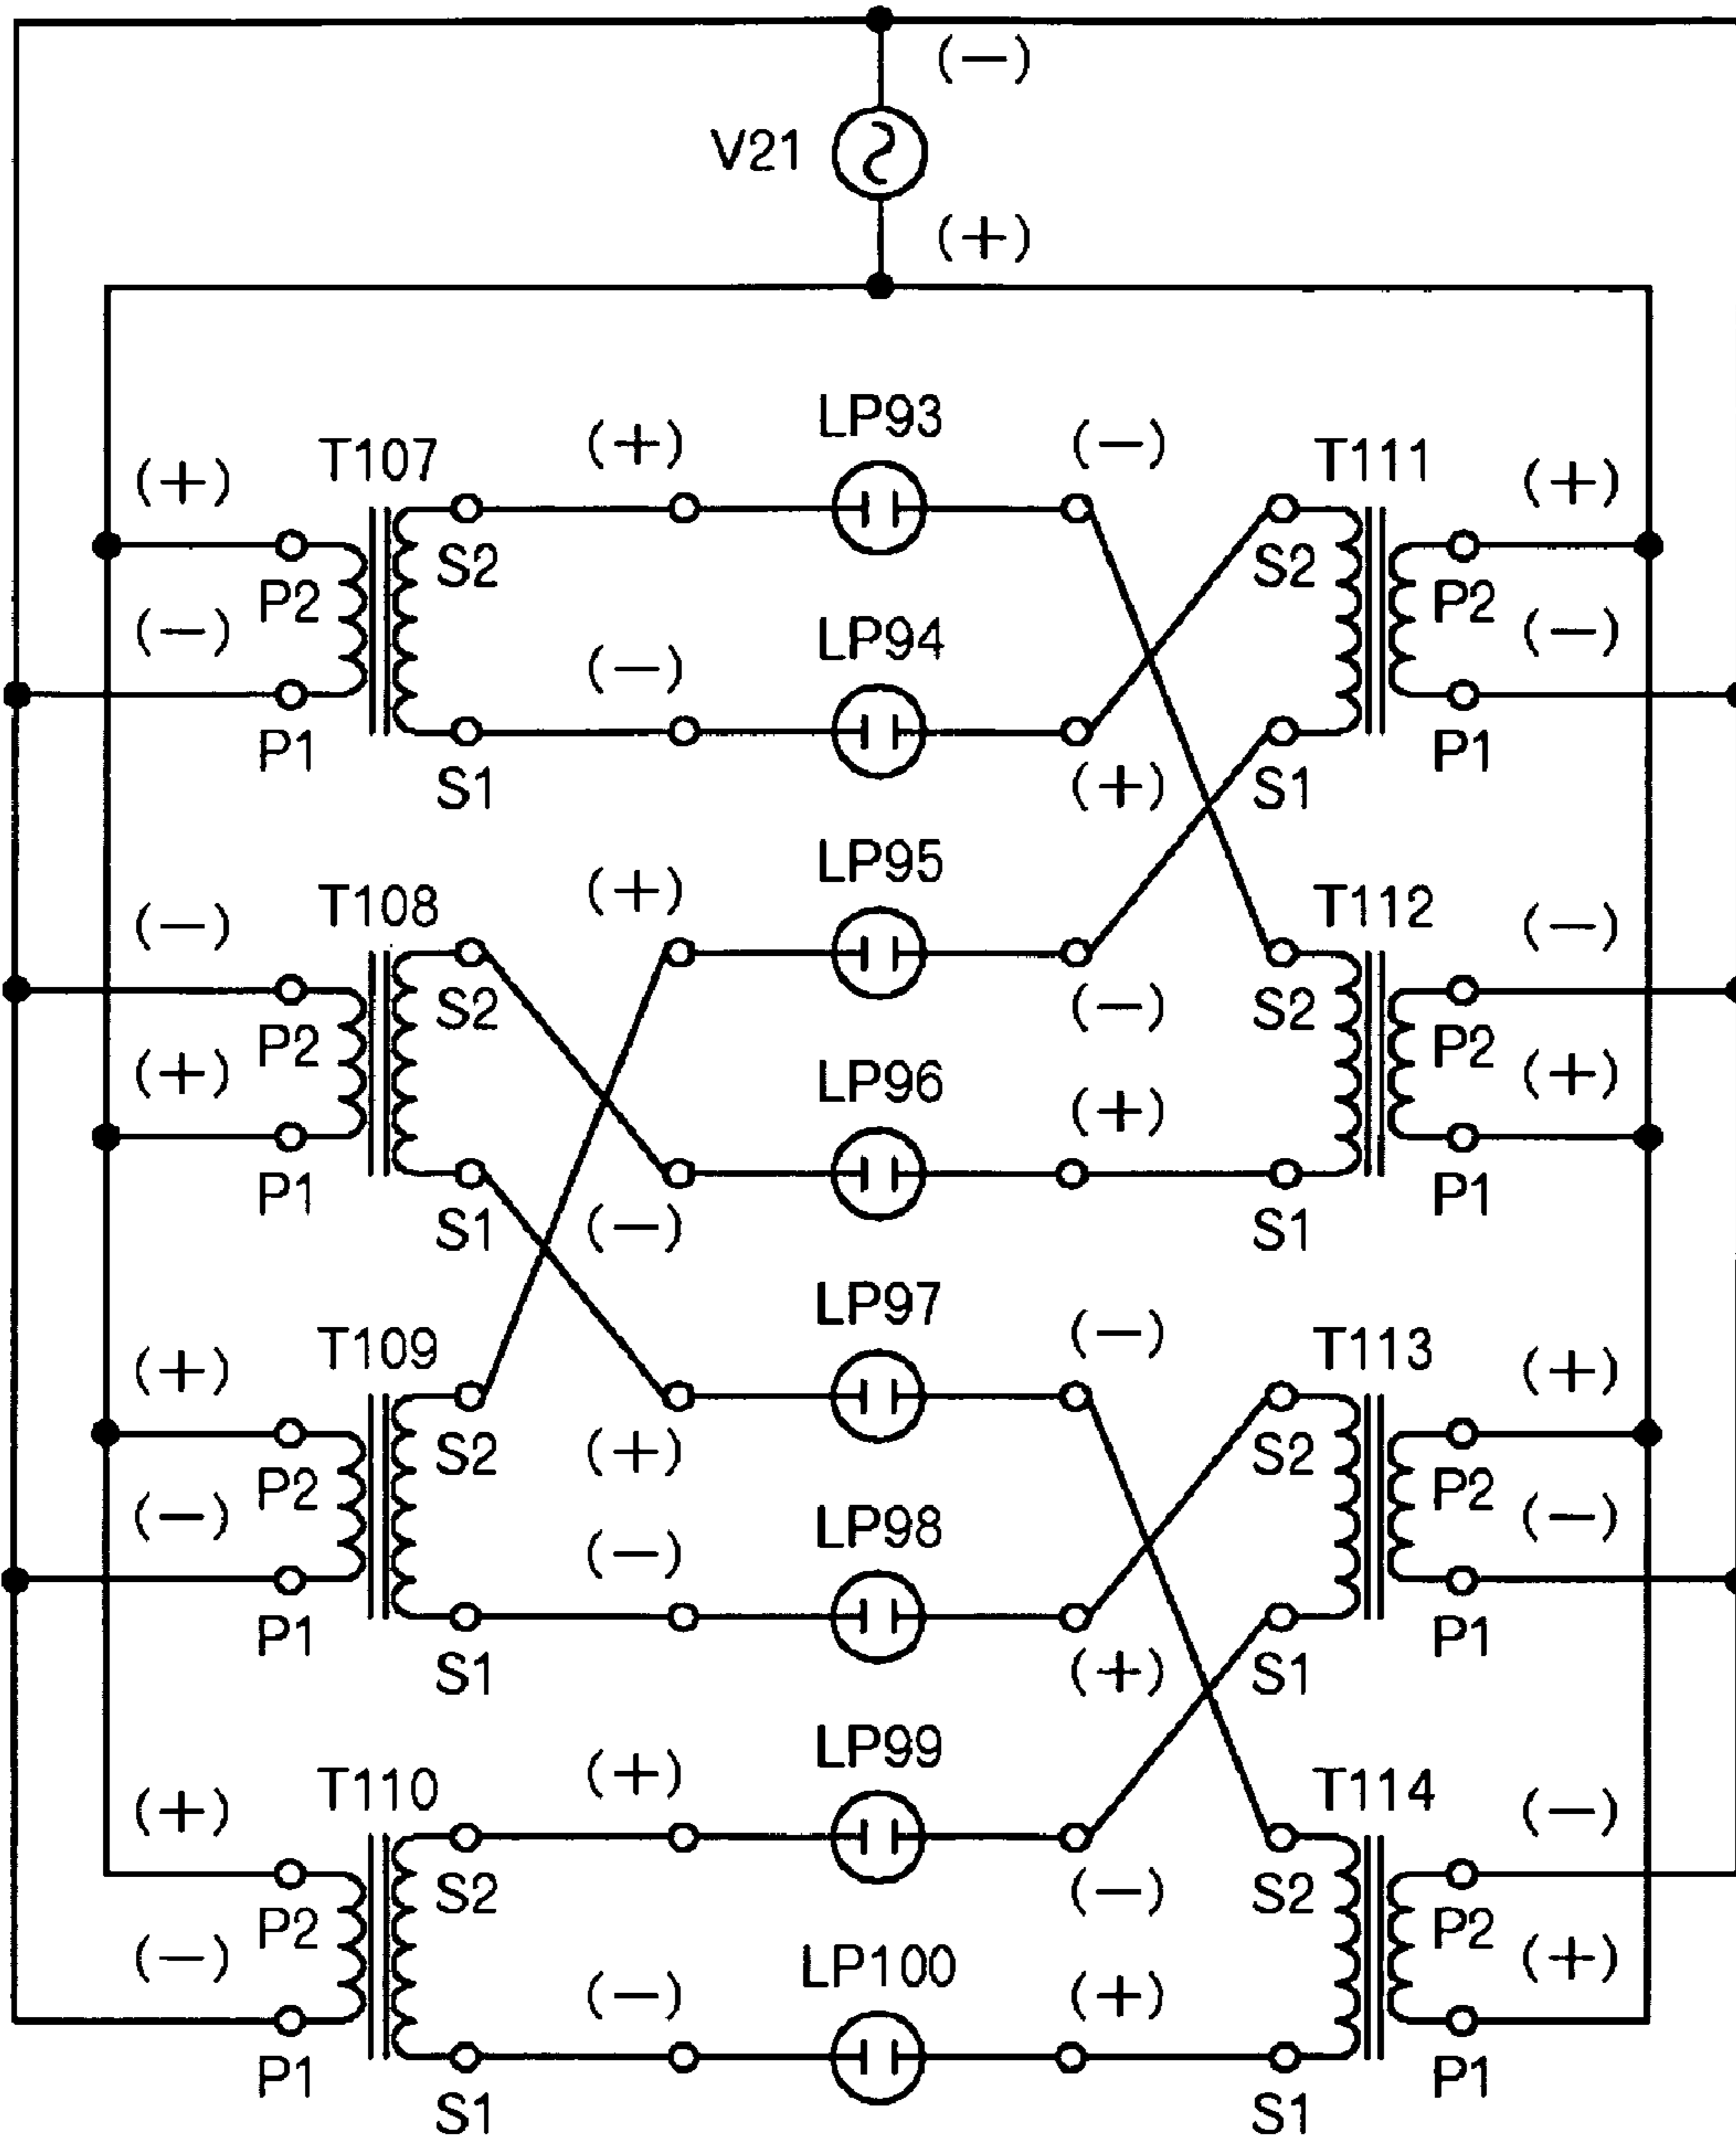 (−)
V21
(+)
LP93
(+) (−)
T107 T111
(+) (+)
S2 S2
P2 P2
LP94
(−) (−) (−) (−)
P1 P1
S1 (+) S1
LP95
(+)
T108 T112
(−) (−)
S2 (−) S2
P2 P2
LP96
(+) (+) (+)
P1 P1
S1 (−) S1
LP97
(−)
T109 T113
(+) (+)
S2 (+) S2
P2 P2
LP98
(−) (−) (−)
P1 P1
S1 (+) S1
LP99
(+)
T110 T114
(+) (−)
S2 (−) S2
P2 P2
LP100
(−) (+)
(−) (+)
P1 P1
S1 S1